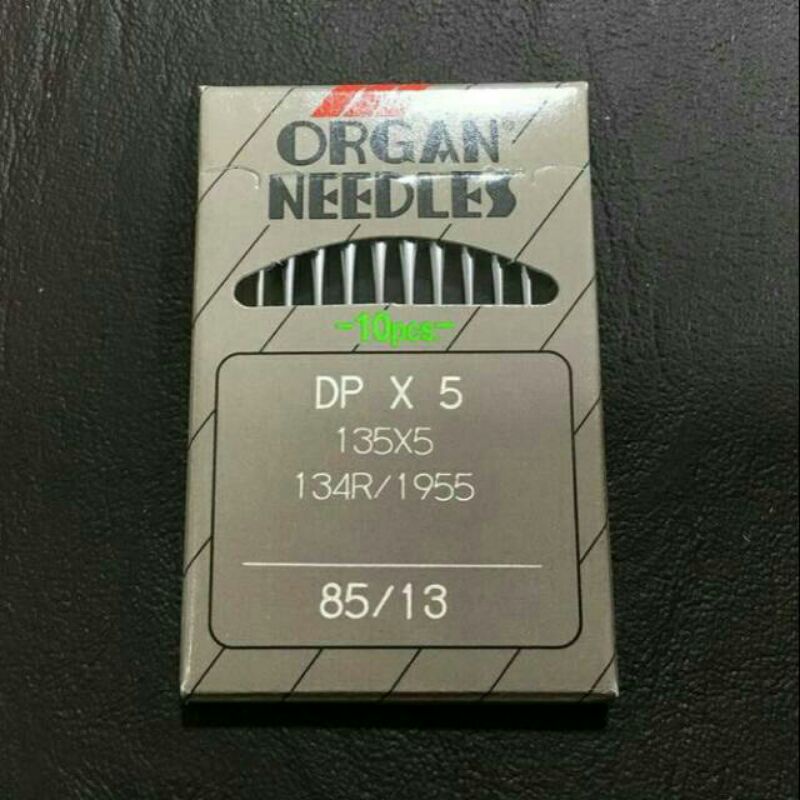 ORGAN®
NEEDLES
-10pcs.-
DP X 5
135X5
134R/1955
85/13